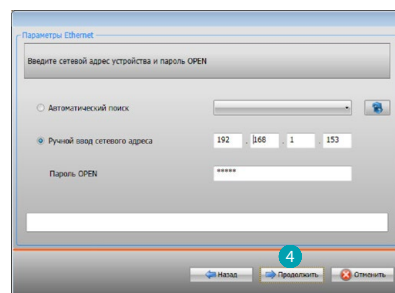 Параметры Ethernet
Введите сетевой адрес устройства и пароль OPEN
Автоматический поиск
Ручной ввод сетевого адреса 192 . 168 . 1 . 153
Пароль OPEN *****
4
Назад Продолжить Отменить